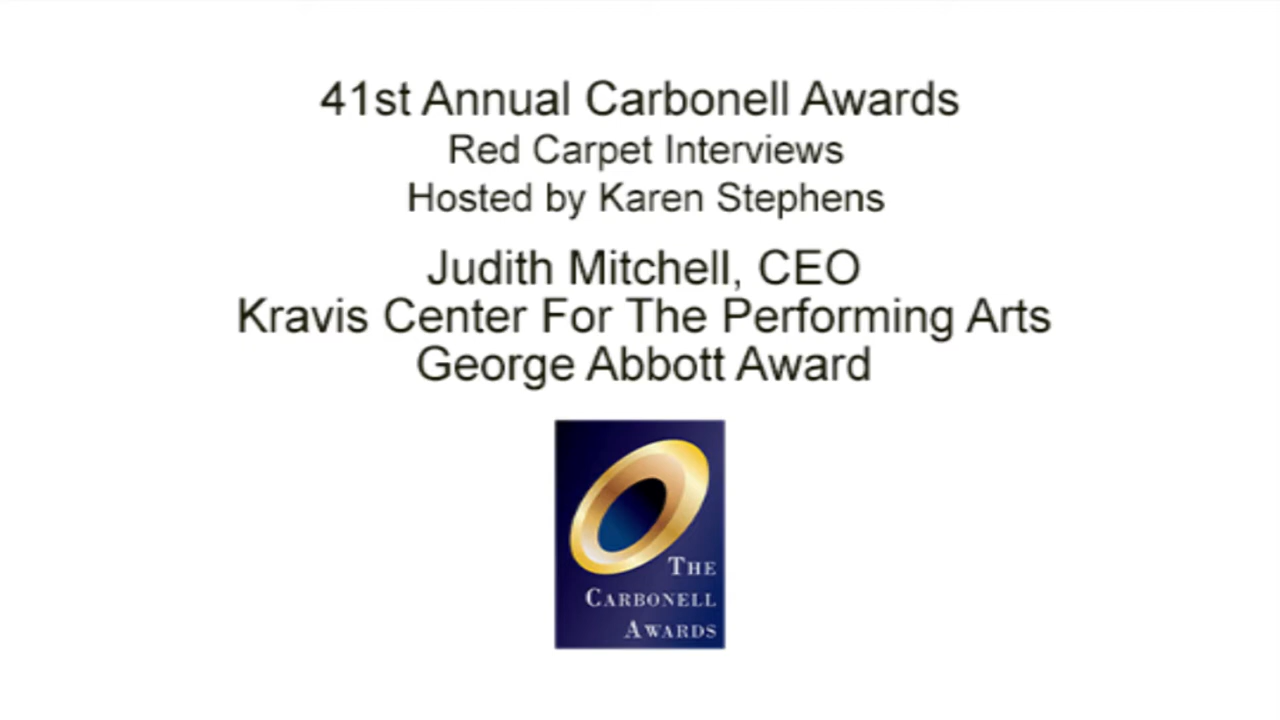 41st Annual Carbonell Awards
Red Carpet Interviews
Hosted by Karen Stephens
Judith Mitchell, CEO
Kravis Center For The Performing Arts
George Abbott Award
THE
CARBONELL
AWARDS